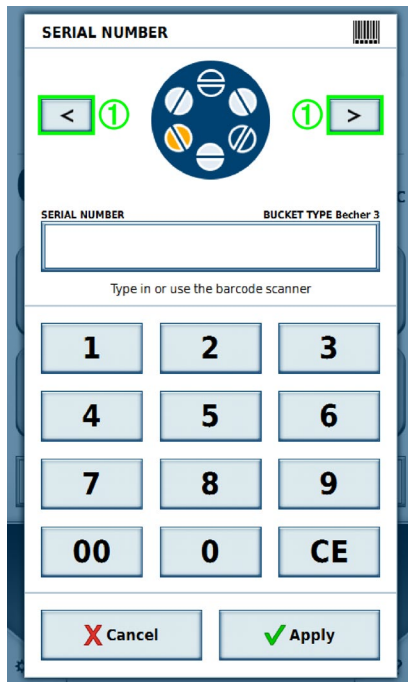 SERIAL NUMBER
< ① ① >
SERIAL NUMBER BUCKET TYPE Becher 3
Type in or use the barcode scanner
1 2 3
4 5 6
7 8 9
00 0 CE
Cancel Apply